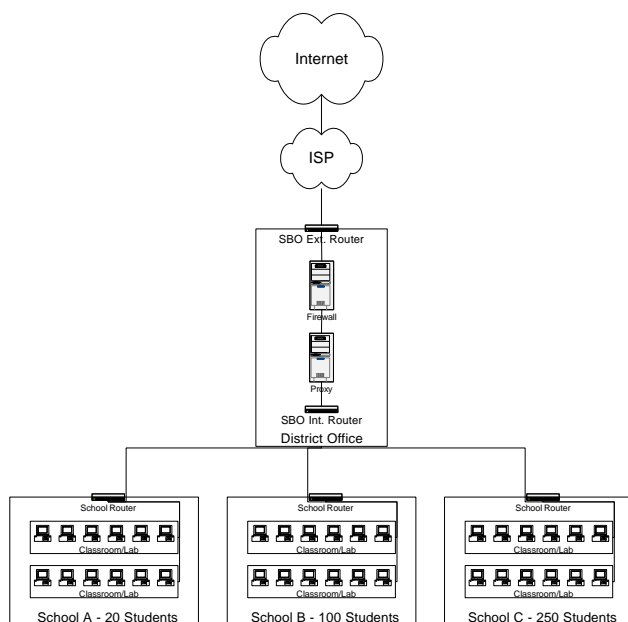 Internet
ISP
SBO Ext. Router
Firewall
Proxy
SBO Int. Router
District Office
School Router
Classroom/Lab
Classroom/Lab
School A - 20 Students
School Router
Classroom/Lab
Classroom/Lab
School B - 100 Students
School Router
Classroom/Lab
Classroom/Lab
School C - 250 Students